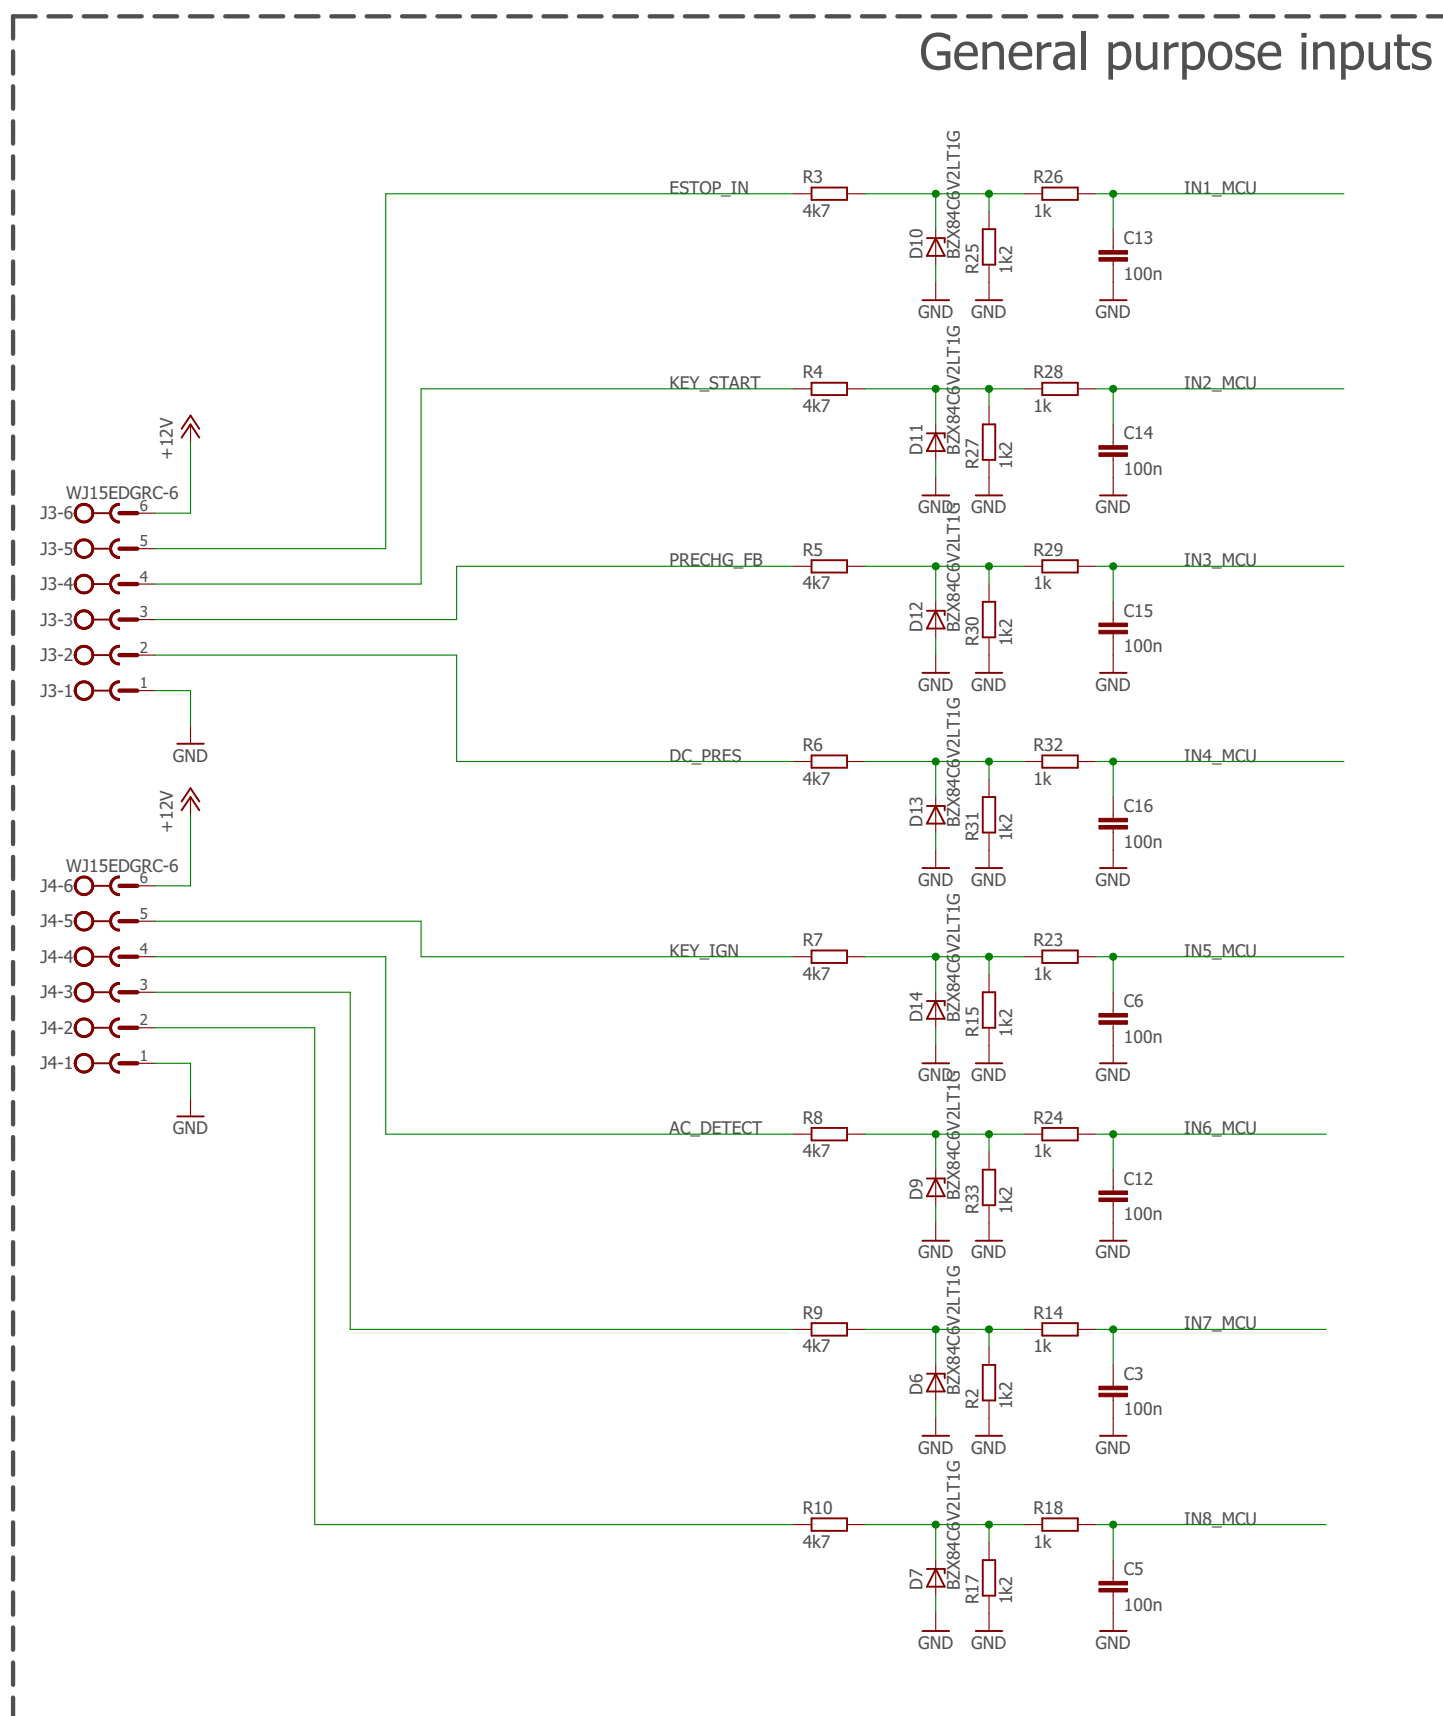 General purpose inputs
ESTOP_IN
R3
4k7
D10
BZX84C6V2LT1G
R25
1k2
R26
1k
C13
100n
IN1_MCU
GND
GND
GND
KEY_START
R4
4k7
D11
BZX84C6V2LT1G
R27
1k2
R28
1k
C14
100n
IN2_MCU
GND
GND
GND
+12V
WJ15EDGRC-6
J3-6
6
J3-5
5
J3-4
4
J3-3
3
J3-2
2
J3-1
1
GND
PRECHG_FB
R5
4k7
D12
BZX84C6V2LT1G
R30
1k2
R29
1k
C15
100n
IN3_MCU
GND
GND
GND
DC_PRES
R6
4k7
D13
BZX84C6V2LT1G
R31
1k2
R32
1k
C16
100n
IN4_MCU
GND
GND
GND
+12V
WJ15EDGRC-6
J4-6
6
J4-5
5
J4-4
4
J4-3
3
J4-2
2
J4-1
1
GND
KEY_IGN
R7
4k7
D14
BZX84C6V2LT1G
R15
1k2
R23
1k
C6
100n
IN5_MCU
GND
GND
GND
AC_DETECT
R8
4k7
D9
BZX84C6V2LT1G
R33
1k2
R24
1k
C12
100n
IN6_MCU
GND
GND
GND
R9
4k7
D6
BZX84C6V2LT1G
R2
1k2
R14
1k
C3
100n
IN7_MCU
GND
GND
GND
R10
4k7
D7
BZX84C6V2LT1G
R17
1k2
R18
1k
C5
100n
IN8_MCU
GND
GND
GND